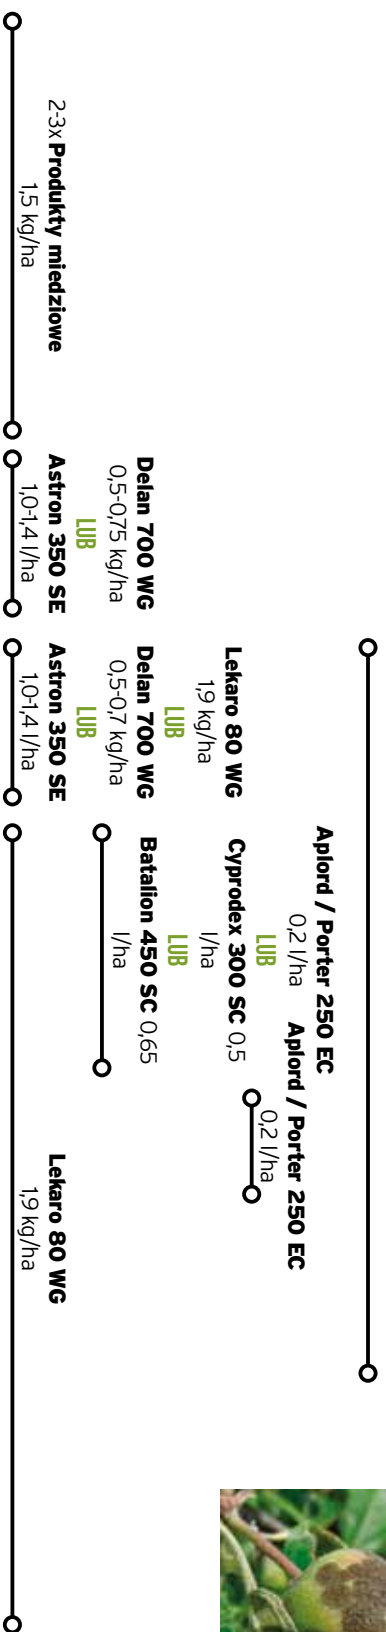 2-3x Produkty miedziowe
1,5 kg/ha
Delan 700 WG
0,5-0,75 kg/ha
LUB
Astron 350 SE
1,0-1,4 l/ha
Lekaro 80 WG
1,9 kg/ha
LUB
Delan 700 WG
0,5-0,7 kg/ha
LUB
Astron 350 SE
1,0-1,4 l/ha
Aplord / Porter 250 EC
0,2 l/ha
LUB
Cyprodex 300 SC 0,5
l/ha
LUB
Batalion 450 SC 0,65
l/ha
Aplord / Porter 250 EC
0,2 l/ha
Lekaro 80 WG
1,9 kg/ha